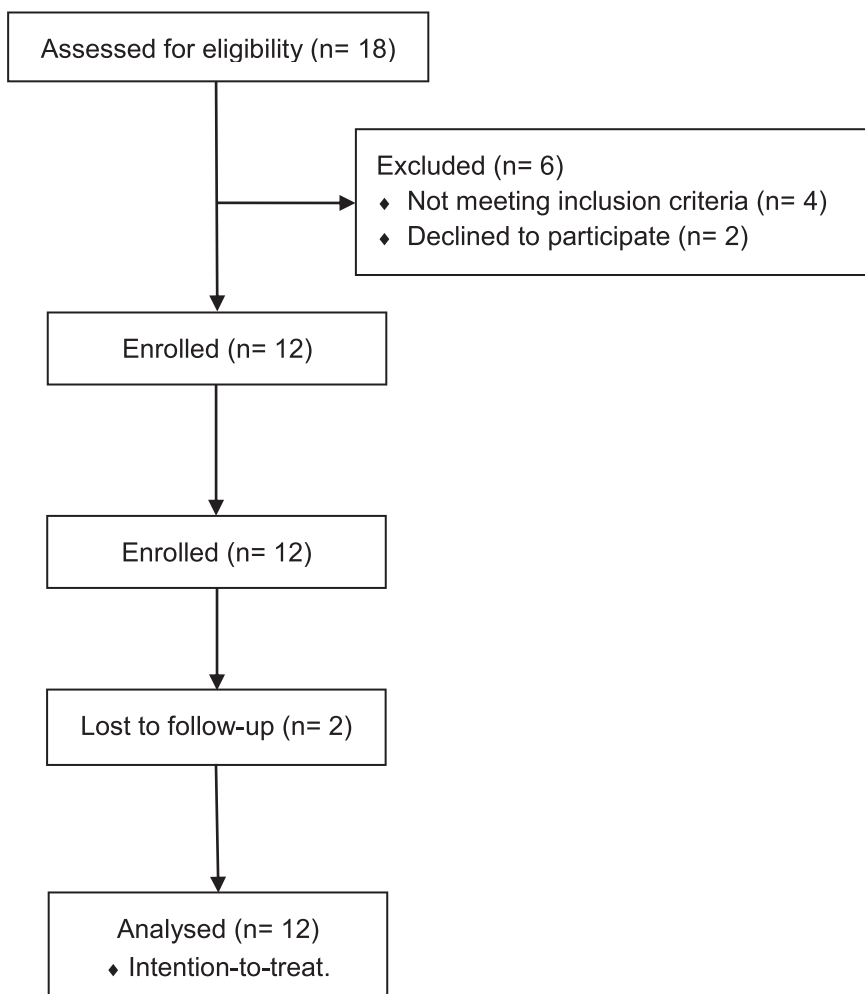 Assessed for eligibility (n= 18)
Excluded (n= 6)
♦ Not meeting inclusion criteria (n= 4)
♦ Declined to participate (n= 2)
Enrolled (n= 12)
Enrolled (n= 12)
Lost to follow-up (n= 2)
Analysed (n= 12)
♦ Intention-to-treat.